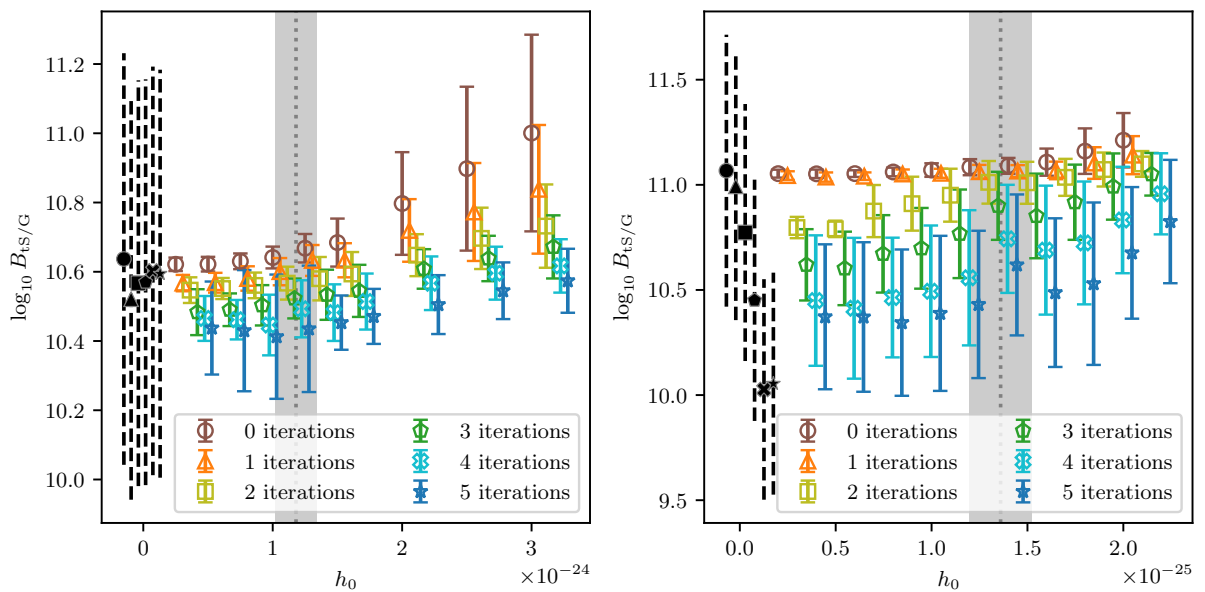 11.2
11.0
10.8
10.6
10.4
10.2
10.0
log₁₀ B_tS/G
0 iterations
1 iterations
2 iterations
3 iterations
4 iterations
5 iterations
0
1
2
3
×10⁻²⁴
h₀
11.5
11.0
10.5
10.0
9.5
log₁₀ B_tS/G
0 iterations
1 iterations
2 iterations
3 iterations
4 iterations
5 iterations
0.0
0.5
1.0
1.5
2.0
×10⁻²⁵
h₀